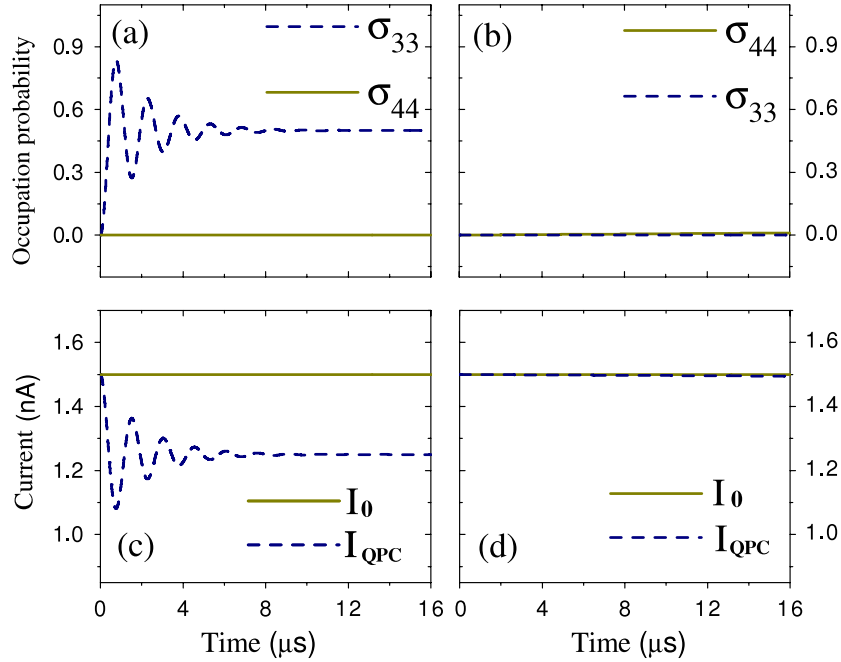 (a)
σ33
σ44
(b)
σ44
σ33
Occupation probability
0.9
0.6
0.3
0.0
0.9
0.6
0.3
0.0
Current (nA)
1.6
1.4
1.2
1.0
(c)
I0
IQPC
(d)
I0
IQPC
1.6
1.4
1.2
1.0
0 4 8 12 16
0 4 8 12 16
Time (μs)
Time (μs)